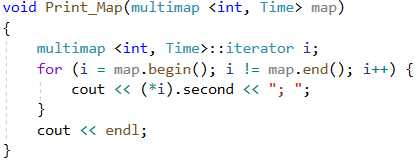 void Print_Map(multimap <int, Time> map)
{
    multimap <int, Time>::iterator i;
    for (i = map.begin(); i != map.end(); i++) {
        cout << (*i).second << "; ";
    }
    cout << endl;
}